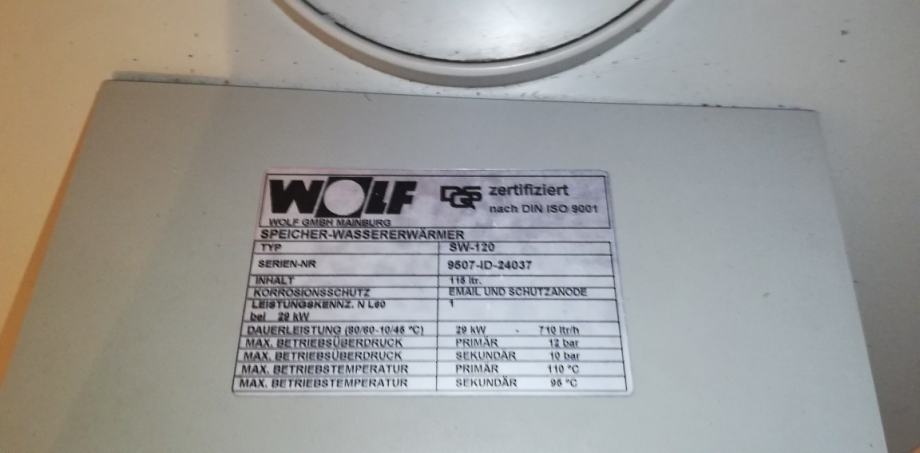 WOLF DQS zertifiziert
nach DIN ISO 9001
WOLF GMBH MAINBURG
SPEICHER-WASSERERWÄRMER
TYP SW-120
SERIEN-NR 9507-ID-24037
INHALT 115 ltr.
KORROSIONSSCHUTZ EMAIL UND SCHUTZANODE
LEISTUNGSKENNZ. N L60 1
bei 29 kW
DAUERLEISTUNG (80/60-10/45 °C) 29 kW - 710 ltr/h
MAX. BETRIEBSÜBERDRUCK PRIMÄR 12 bar
MAX. BETRIEBSÜBERDRUCK SEKUNDÄR 10 bar
MAX. BETRIEBSTEMPERATUR PRIMÄR 110 °C
MAX. BETRIEBSTEMPERATUR SEKUNDÄR 95 °C